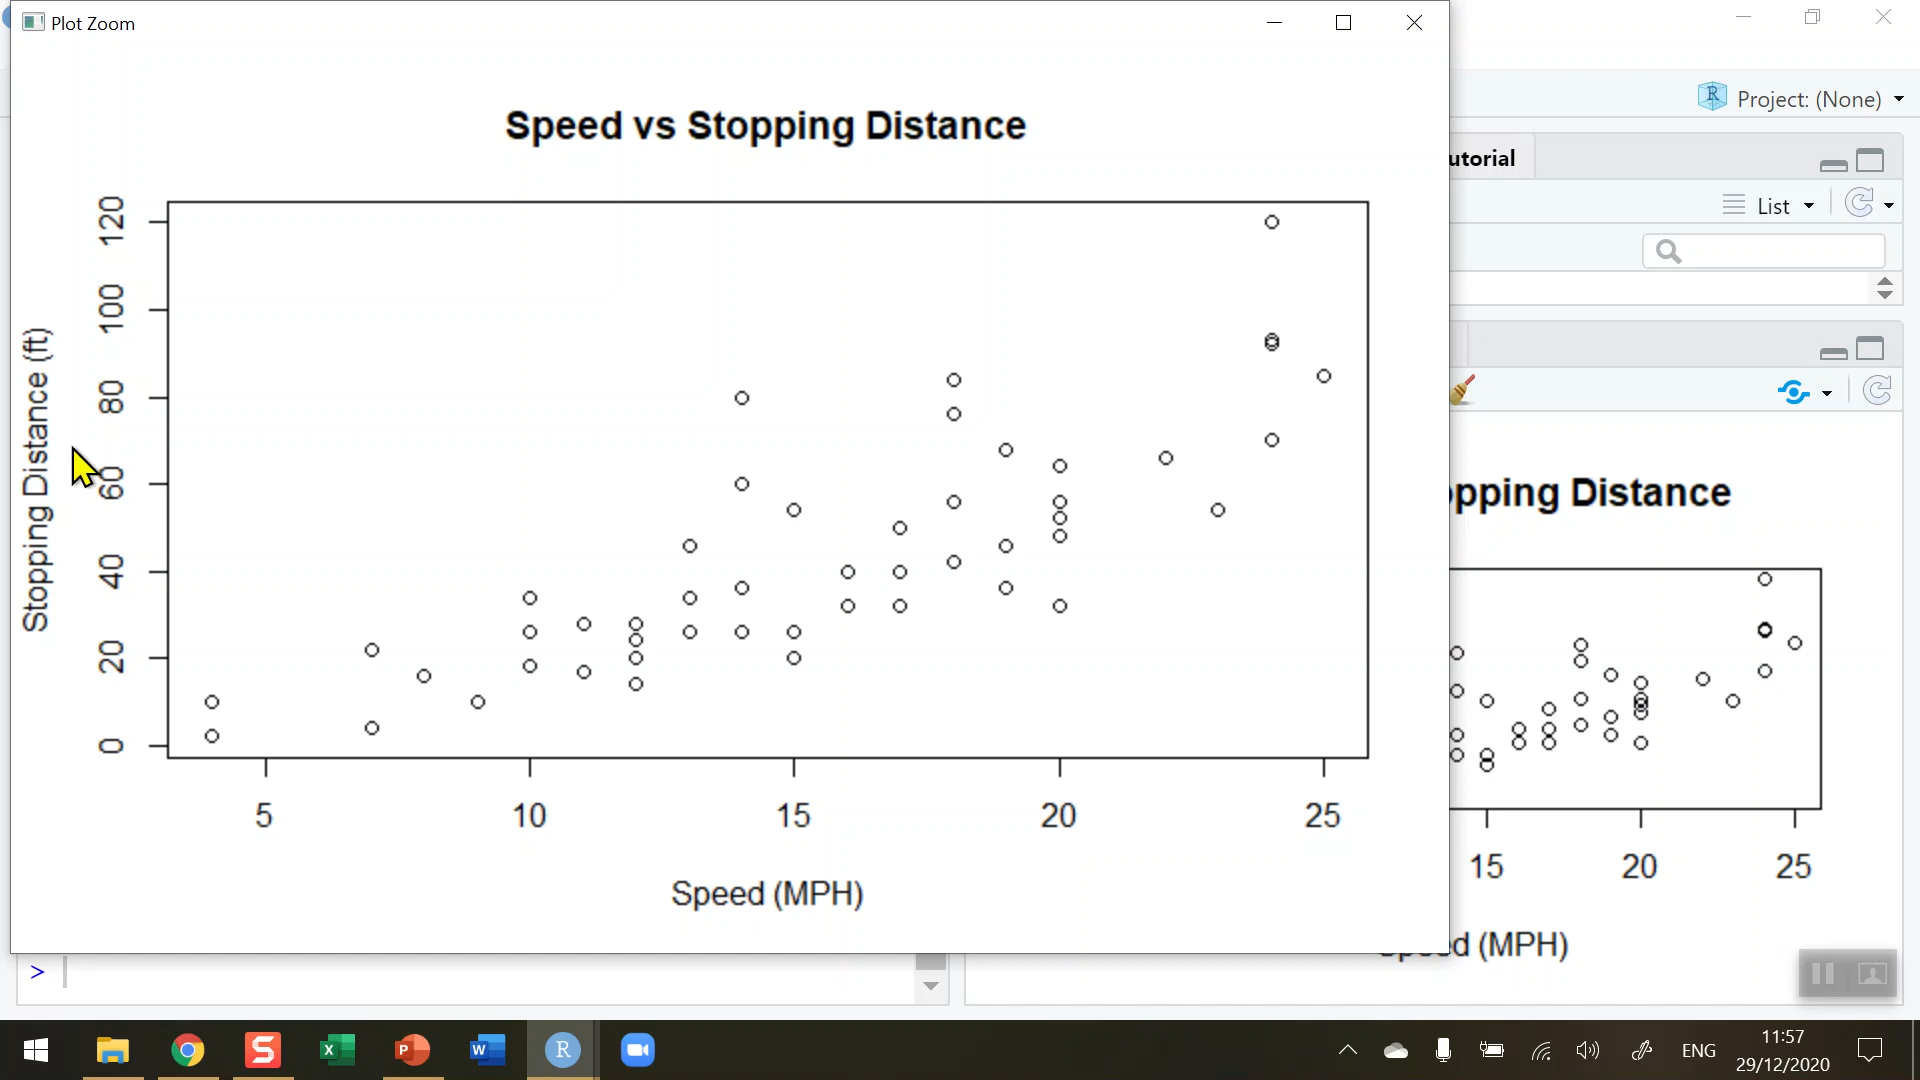 Plot Zoom
Project: (None)
Speed vs Stopping Distance
utorial
List
120
100
80
60
40
20
0
Stopping Distance (ft)
5 10 15 20 25
Speed (MPH)
opping Distance
15 20 25
d (MPH)
>
S
X
P
W
R
ENG
11:57
29/12/2020